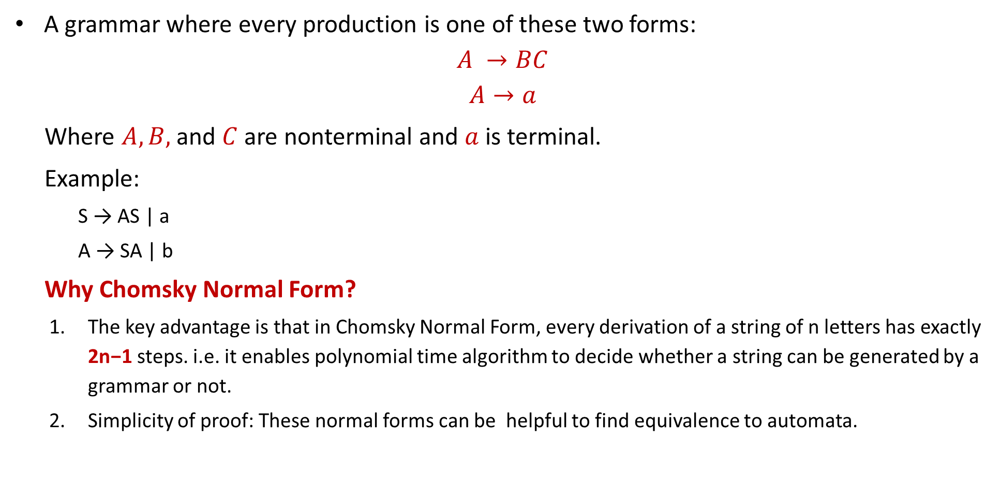 • A grammar where every production is one of these two forms:
A → BC
A → a
Where A, B, and C are nonterminal and a is terminal.
Example:
S → AS | a
A → SA | b
Why Chomsky Normal Form?
1. The key advantage is that in Chomsky Normal Form, every derivation of a string of n letters has exactly
2n−1 steps. i.e. it enables polynomial time algorithm to decide whether a string can be generated by a
grammar or not.
2. Simplicity of proof: These normal forms can be  helpful to find equivalence to automata.